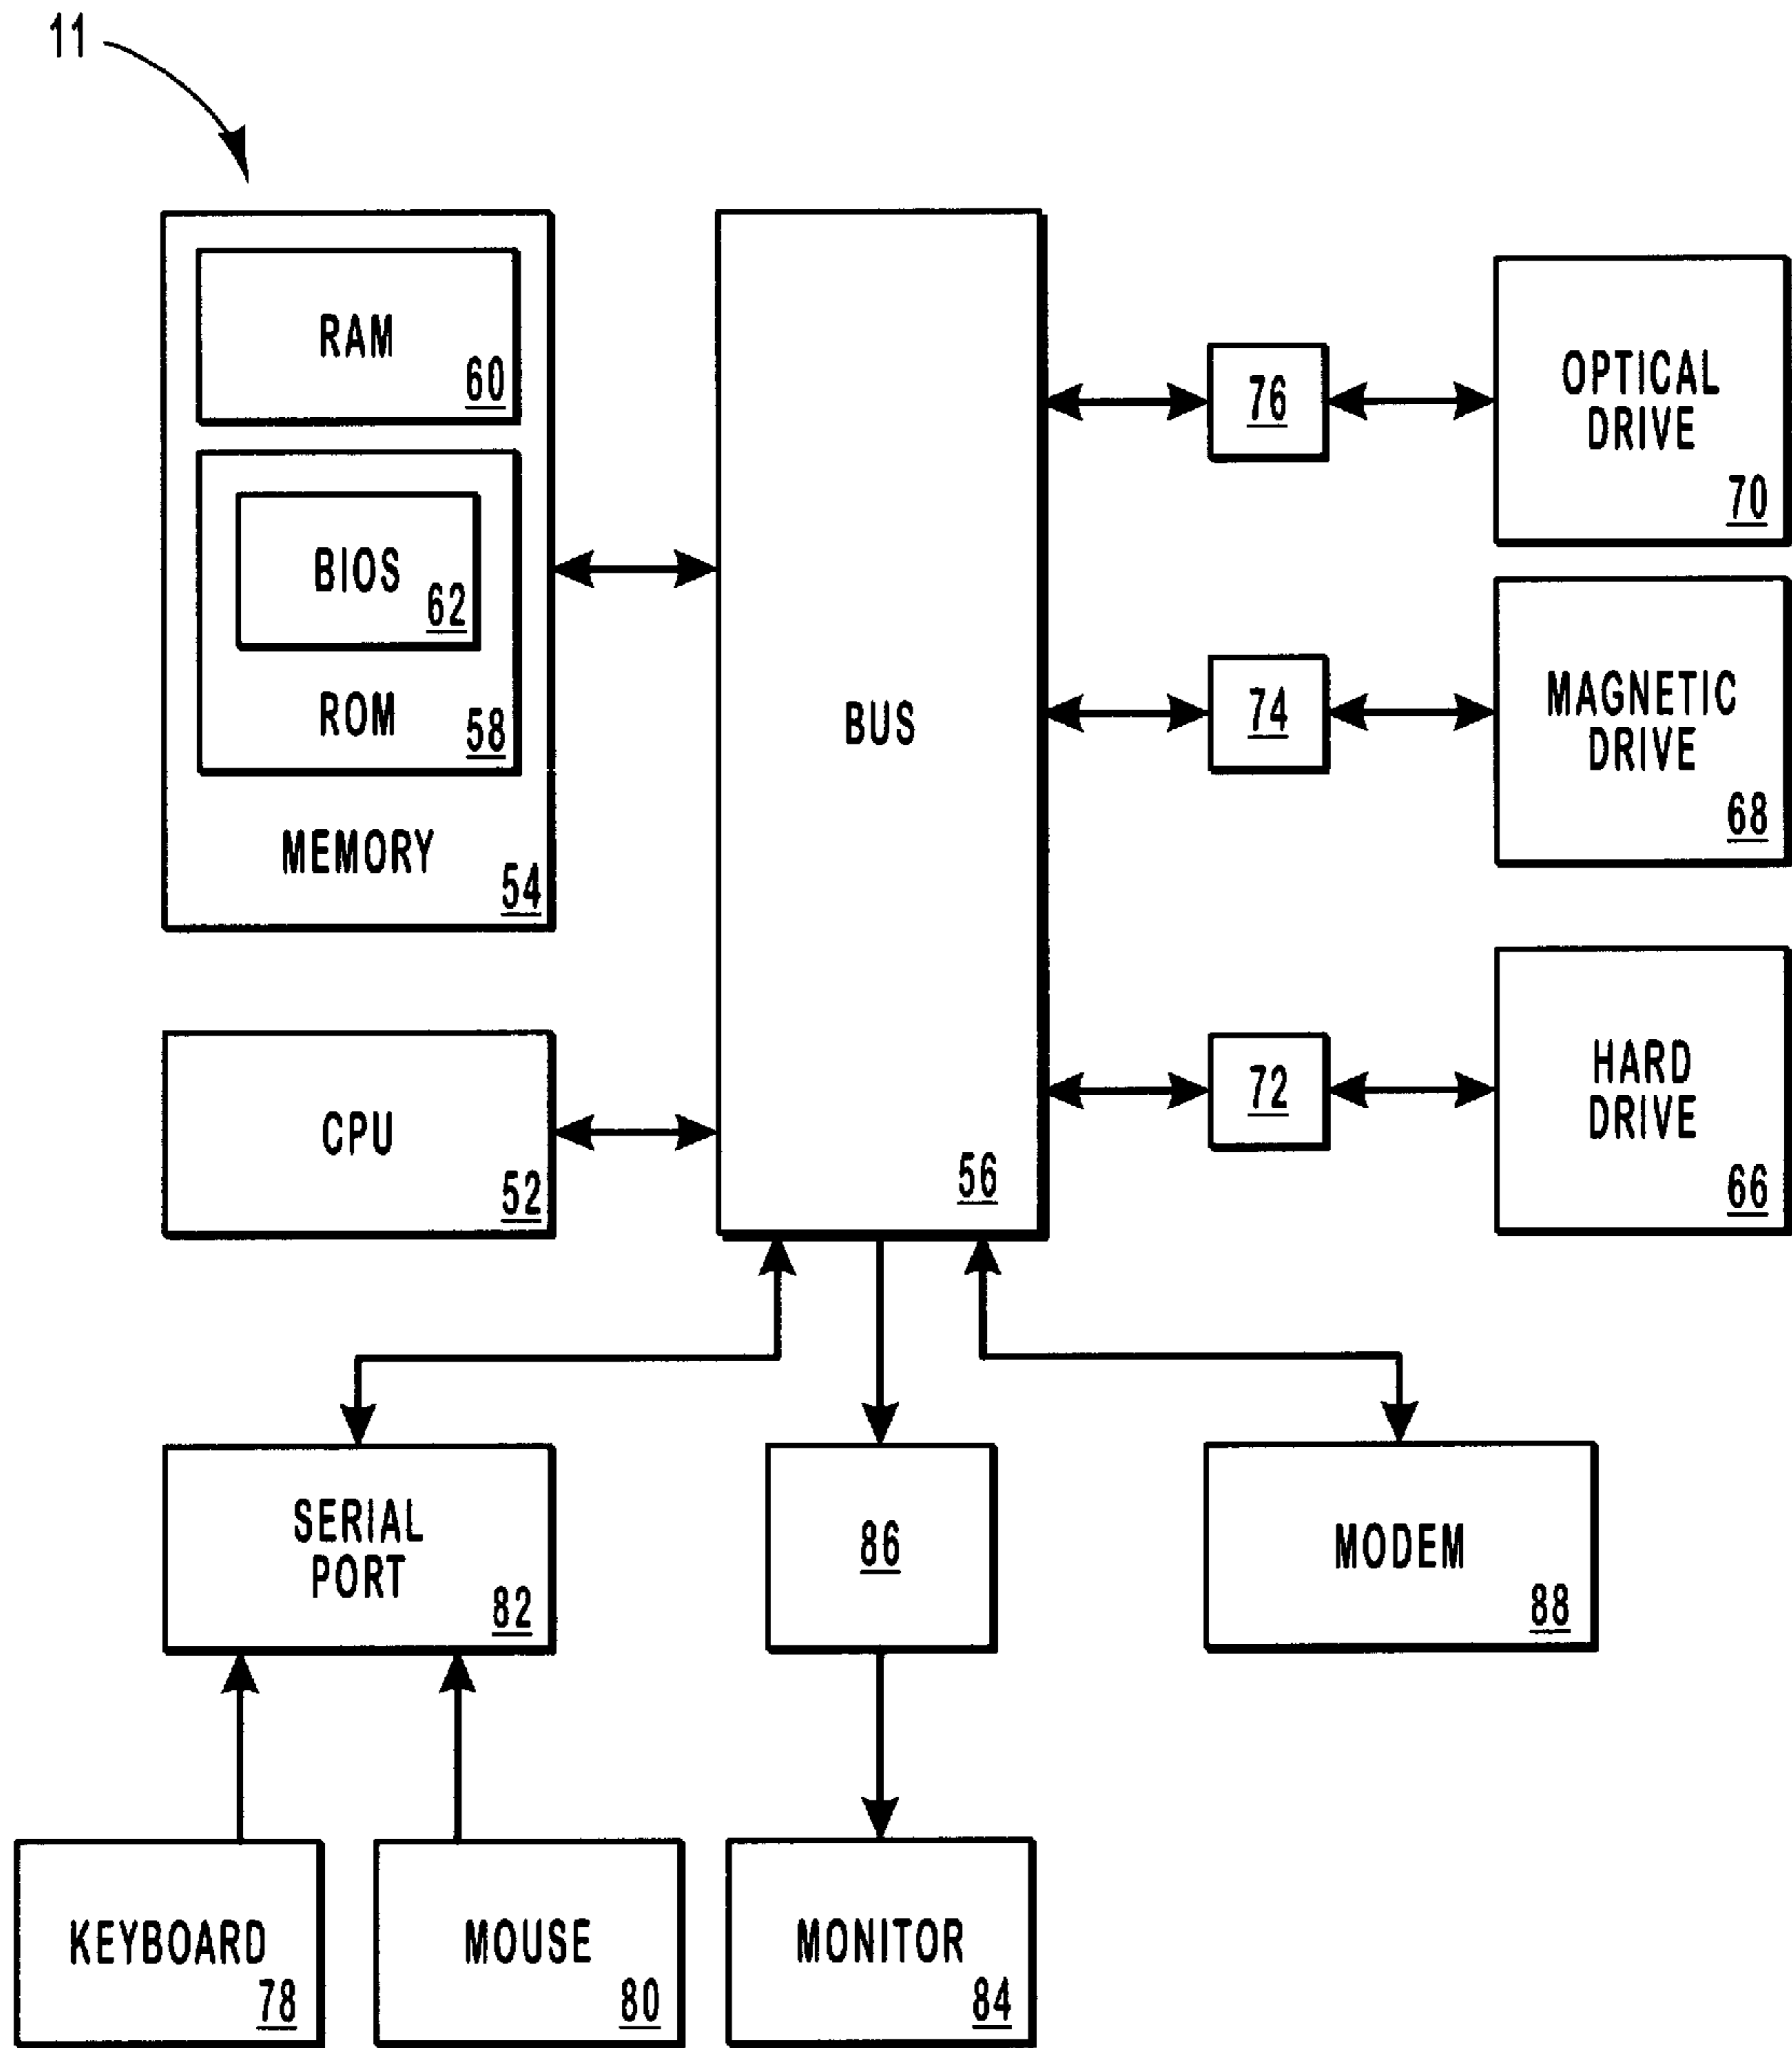 11
RAM
60
BIOS
62
ROM
58
MEMORY
54
CPU
52
BUS
56
76
OPTICAL
DRIVE
70
74
MAGNETIC
DRIVE
68
72
HARD
DRIVE
66
SERIAL
PORT
82
86
MODEM
88
KEYBOARD
78
MOUSE
80
MONITOR
84